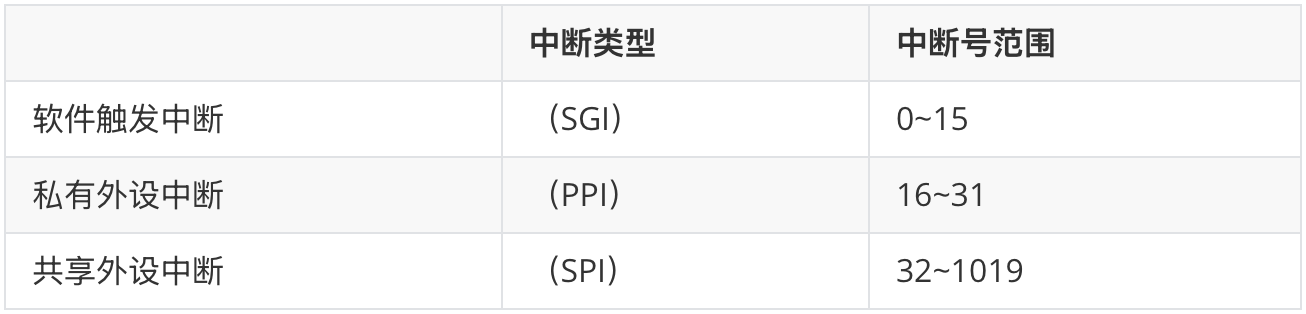 中断类型 中断号范围
软件触发中断 （SGI） 0~15
私有外设中断 （PPI） 16~31
共享外设中断 （SPI） 32~1019